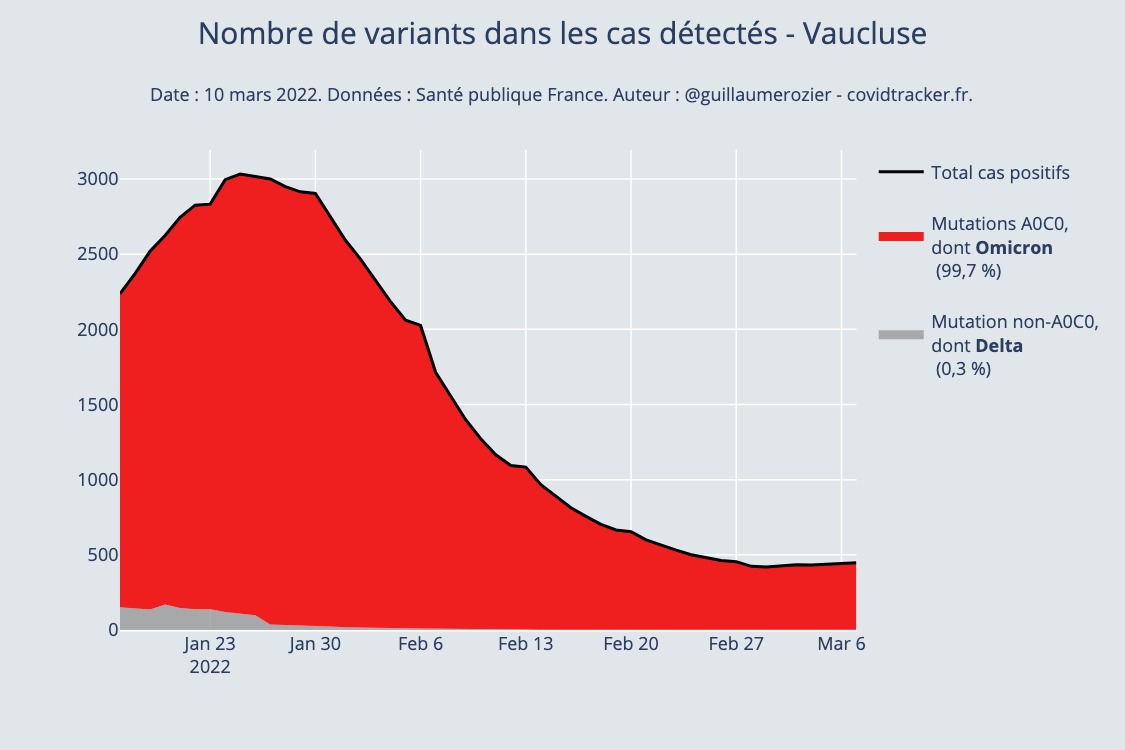 Nombre de variants dans les cas détectés - Vaucluse
Date : 10 mars 2022. Données : Santé publique France. Auteur : @guillaumerozier - covidtracker.fr.
3000
2500
2000
1500
1000
500
0
Jan 23
2022
Jan 30
Feb 6
Feb 13
Feb 20
Feb 27
Mar 6
Total cas positifs
Mutations A0C0,
dont Omicron
(99,7 %)
Mutation non-A0C0,
dont Delta
(0,3 %)